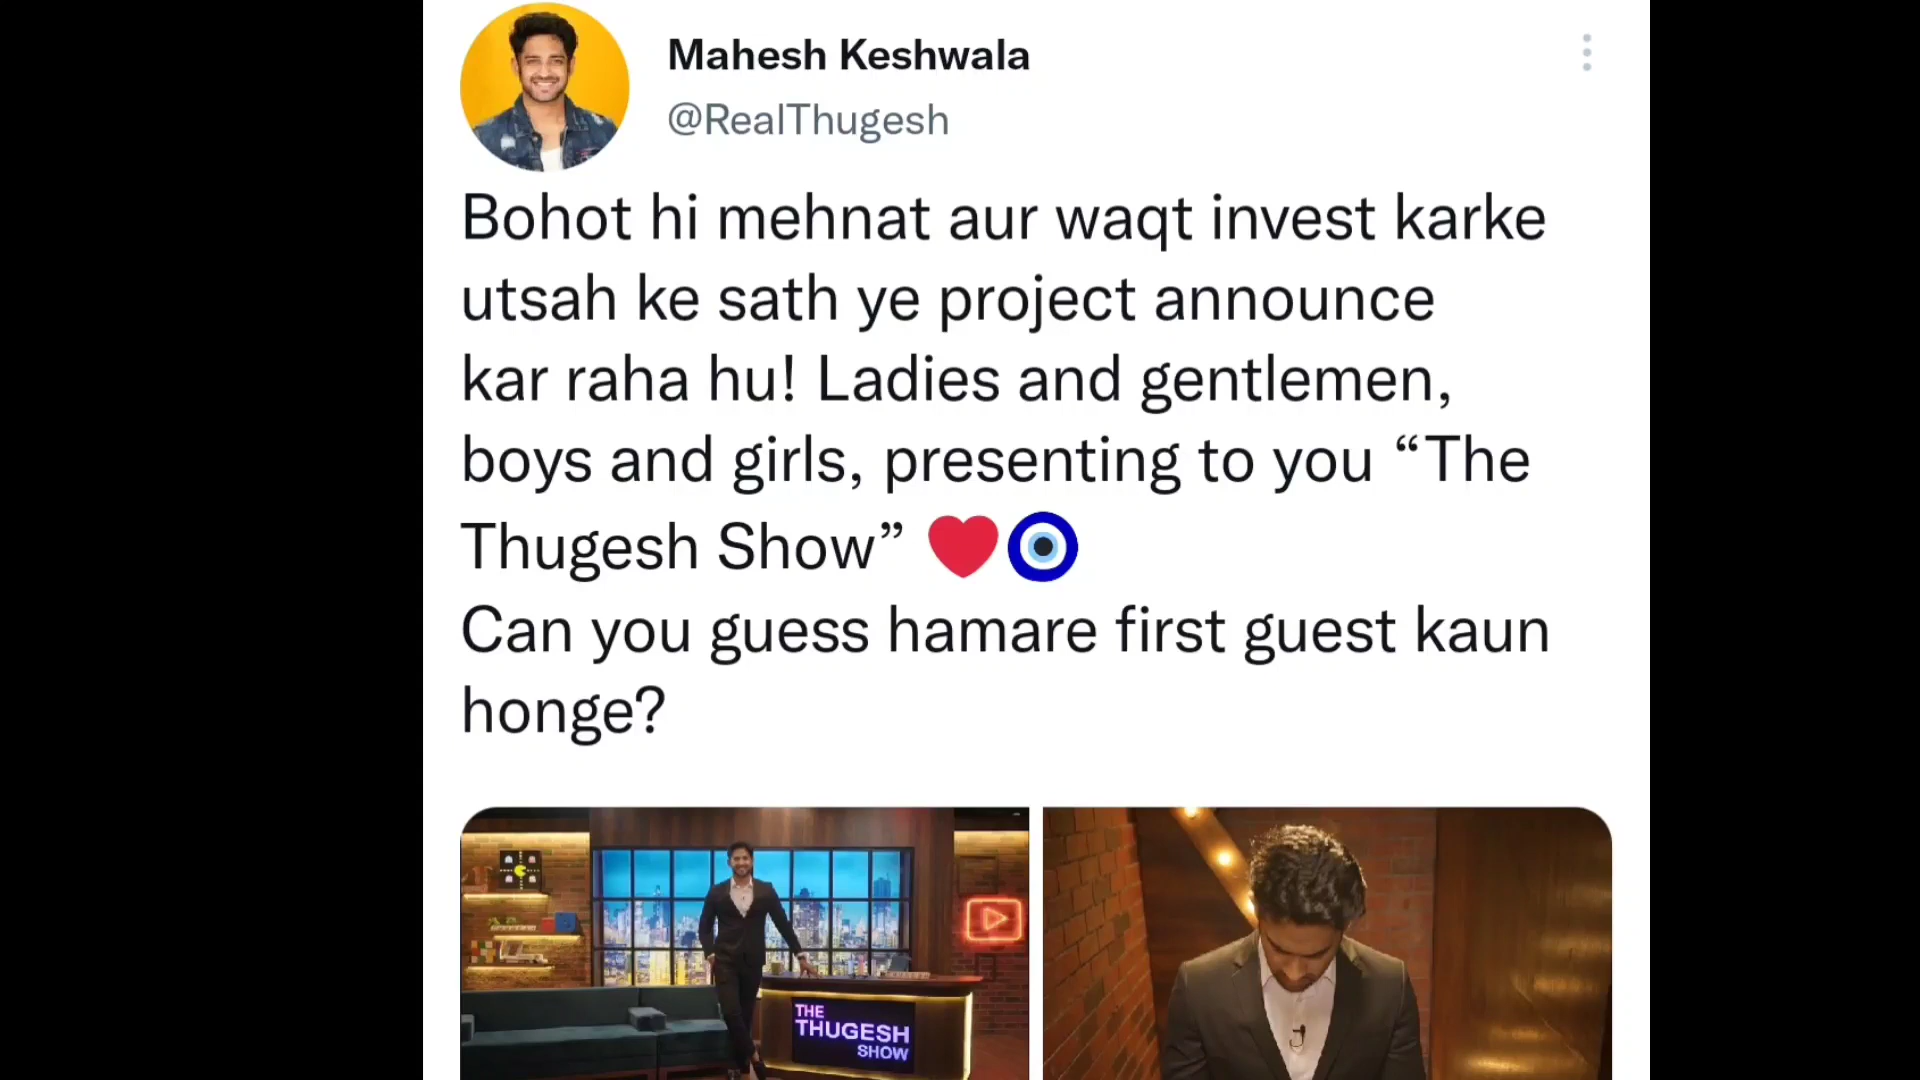 Mahesh Keshwala
@RealThugesh
Bohot hi mehnat aur waqt invest karke
utsah ke sath ye project announce
kar raha hu! Ladies and gentlemen,
boys and girls, presenting to you “The
Thugesh Show” ❤️🧿
Can you guess hamare first guest kaun
honge?
THE
THUGESH
SHOW